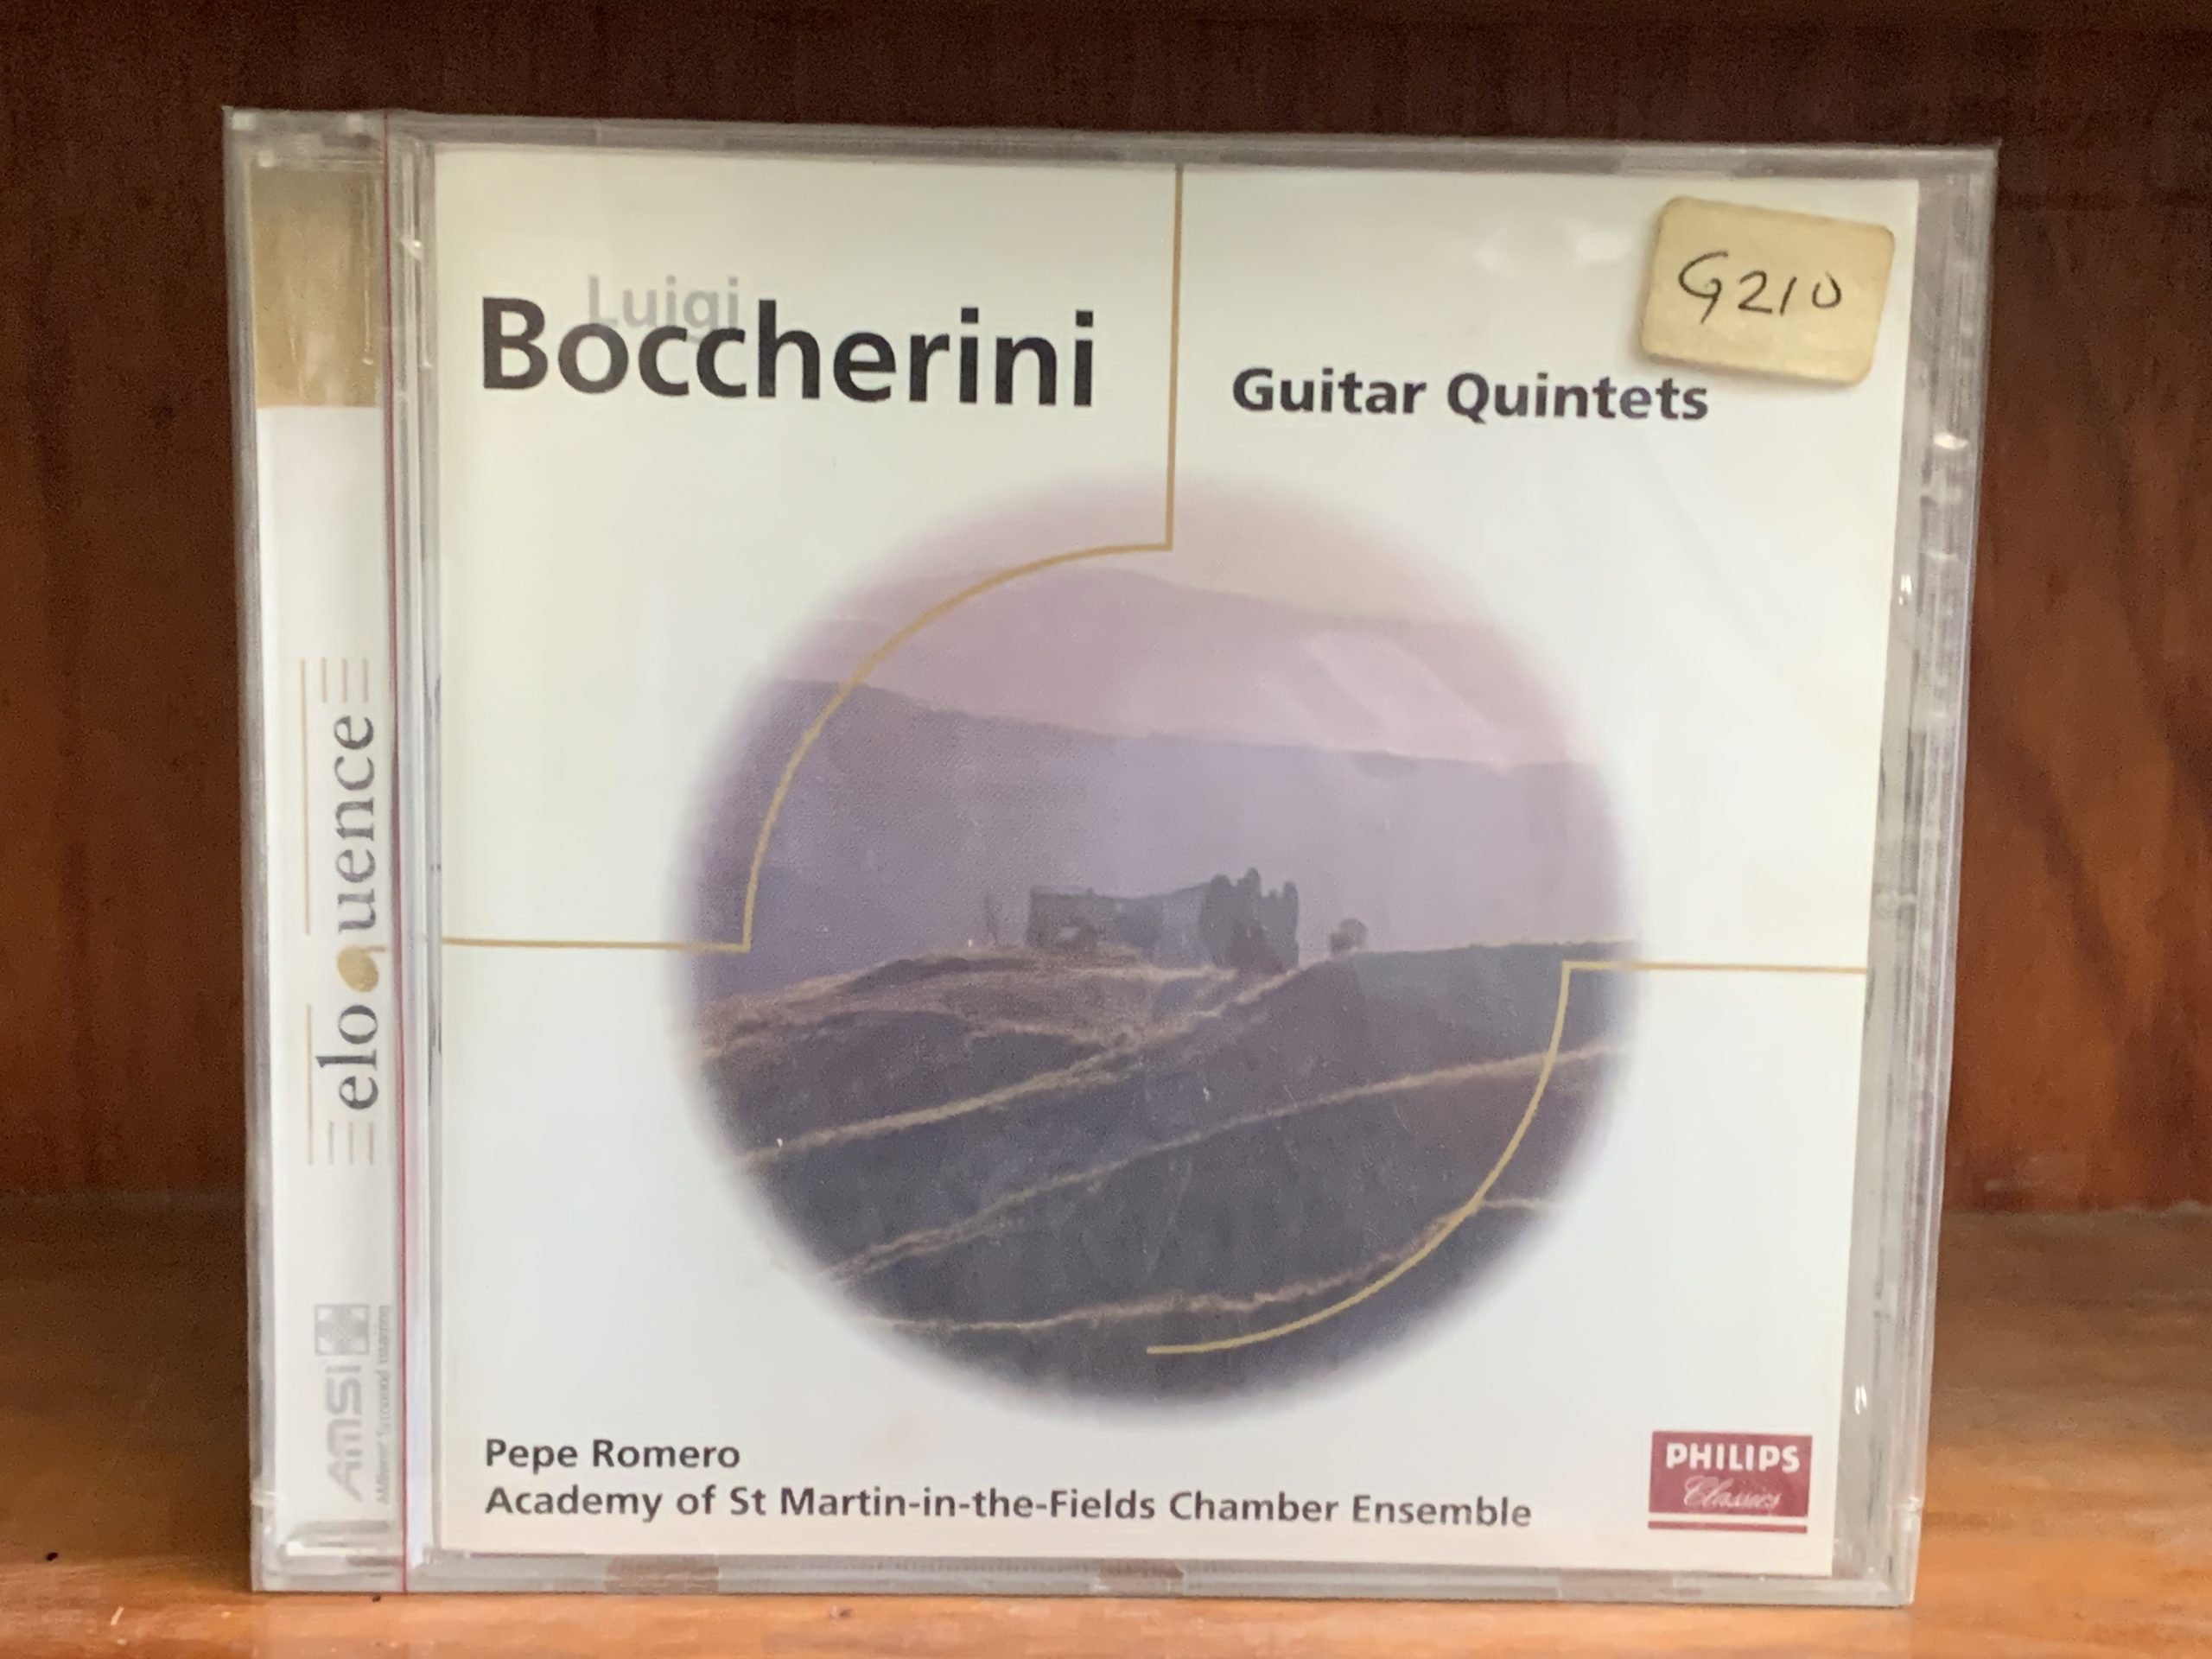 Luigi
Boccherini
Guitar Quintets
G210
eloquence
AMSI
Pepe Romero
Academy of St Martin-in-the-Fields Chamber Ensemble
PHILIPS
Classics